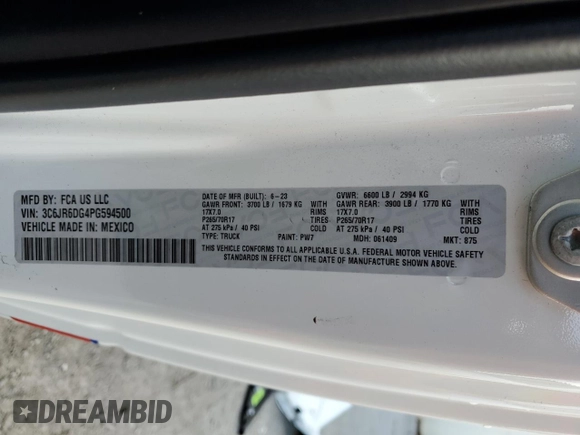 MFD BY: FCA US LLC
VIN: 3C6JR6DG4PG594500
VEHICLE MADE IN: MEXICO
DATE OF MFR (BUILT): 6-23
GVWR: 6600 LB / 2994 KG
GAWR FRONT: 3700 LB / 1679 KG
GAWR REAR: 3900 LB / 1770 KG
17X7.0 RIMS
17X7.0 RIMS
P265/70R17 TIRES
P265/70R17 TIRES
AT 275 kPa / 40 PSI COLD
AT 275 kPa / 40 PSI COLD
TYPE: TRUCK PAINT: PW7 MDH: 061409 MKT: 875
THIS VEHICLE CONFORMS TO ALL APPLICABLE U.S.A. FEDERAL MOTOR VEHICLE SAFETY
STANDARDS IN EFFECT ON THE DATE OF MANUFACTURE SHOWN ABOVE.
DREAMBID